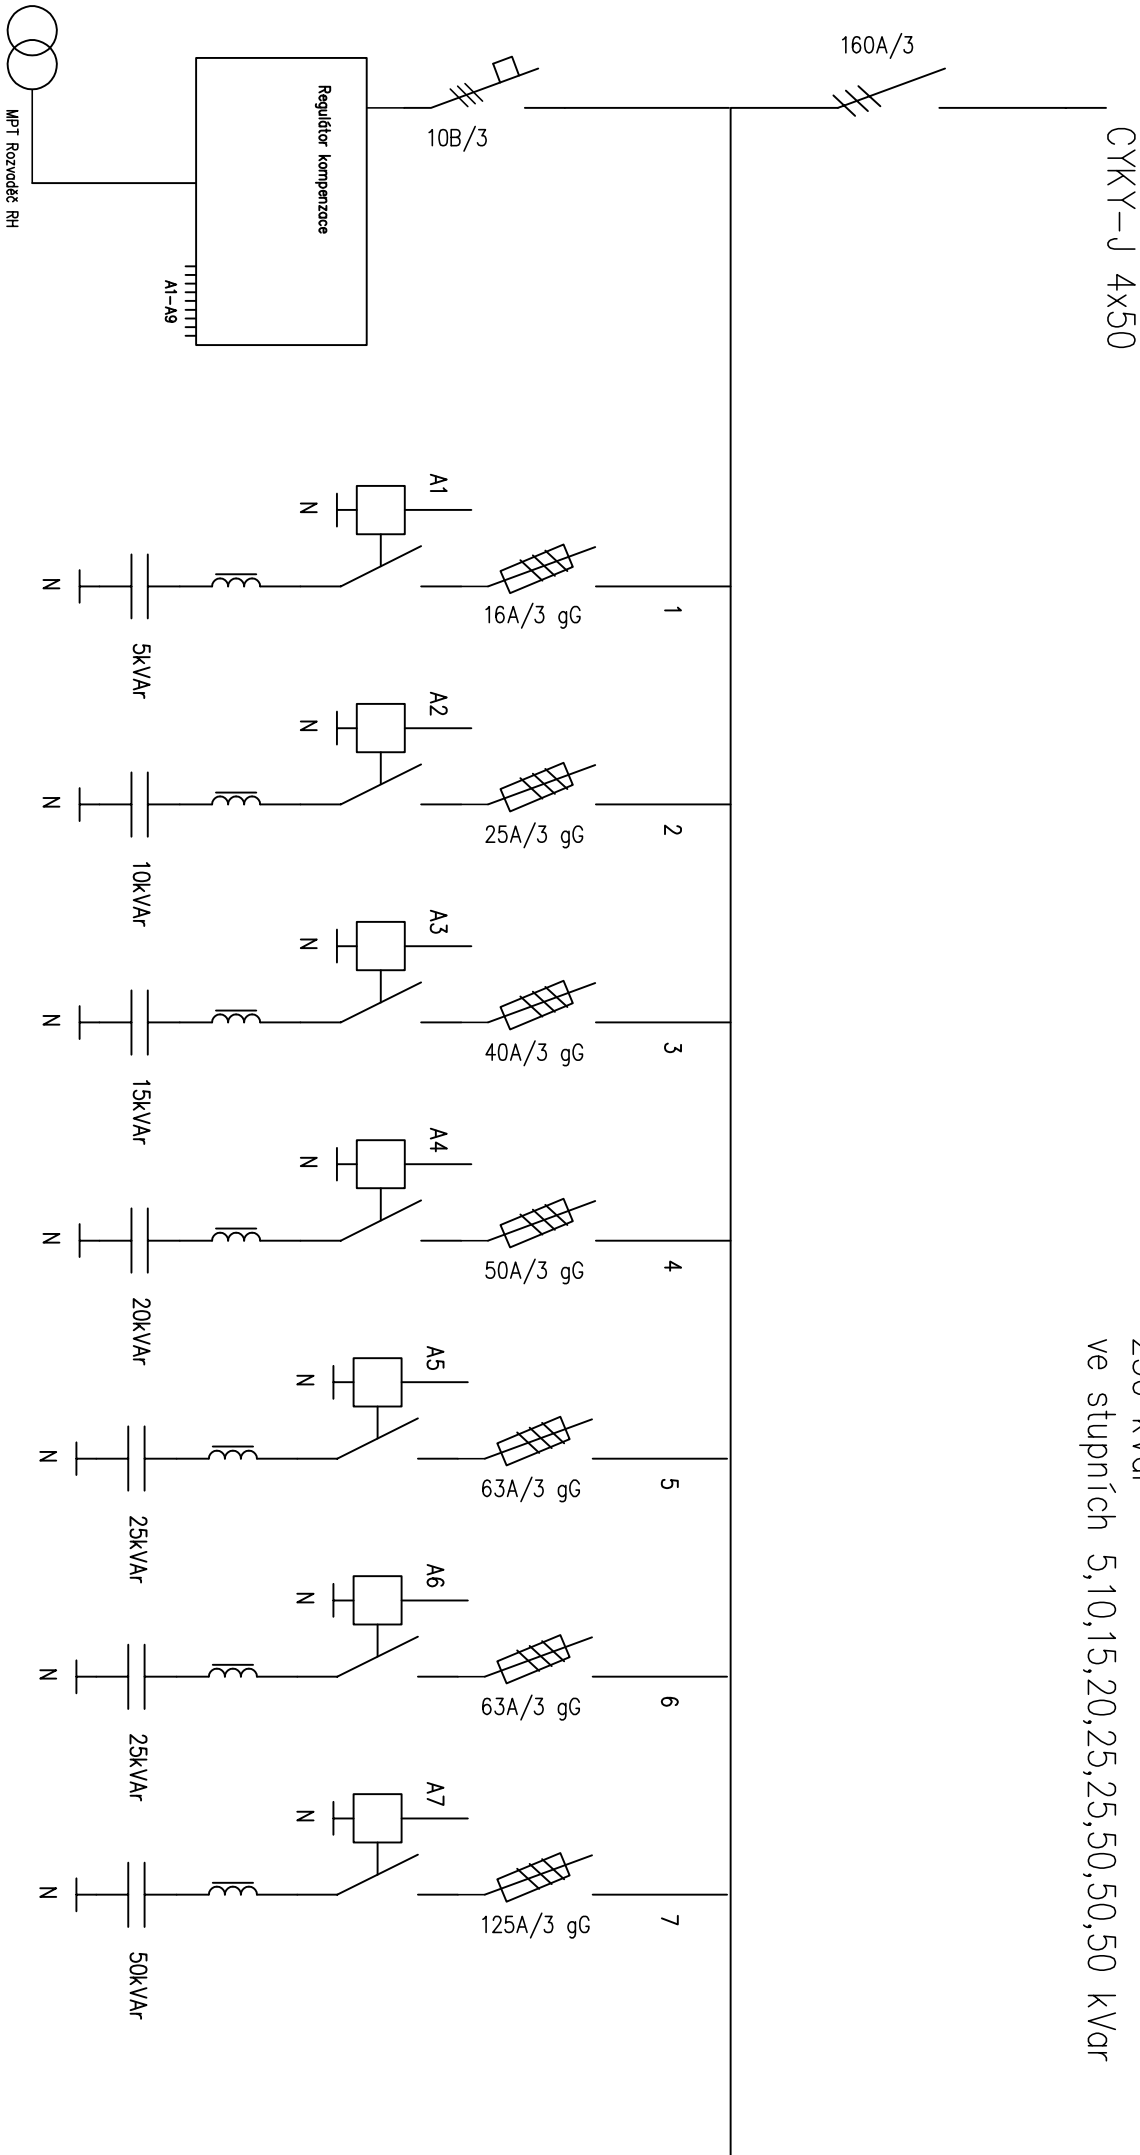 160A/3
CYKY-J 4x50
10B/3
Regulátor kompenzace
MPT Rozvaděč RH
A1-A9
ve stupních 5,10,15,20,25,25,50,50,50 kVar
A1
N
16A/3 gG
1
N
5kVAr
A2
N
25A/3 gG
2
N
10kVAr
A3
N
40A/3 gG
3
N
15kVAr
A4
N
50A/3 gG
4
N
20kVAr
A5
N
63A/3 gG
5
N
25kVAr
A6
N
63A/3 gG
6
N
25kVAr
A7
N
125A/3 gG
7
N
50kVAr